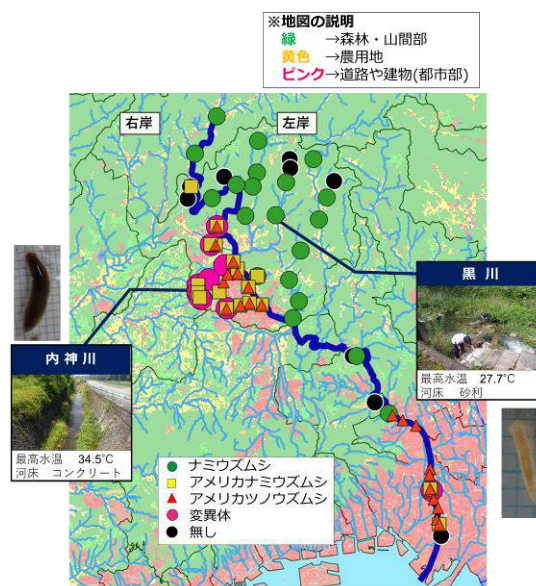 ※地図の説明
緑 →森林・山間部
黄色 →農用地
ピンク→道路や建物(都市部)
右岸
左岸
黒川
最高水温 27.7℃
河床 砂利
内神川
最高水温 34.5℃
河床 コンクリート
ナミウズムシ
アメリカナミウズムシ
アメリカツノウズムシ
変異体
無し